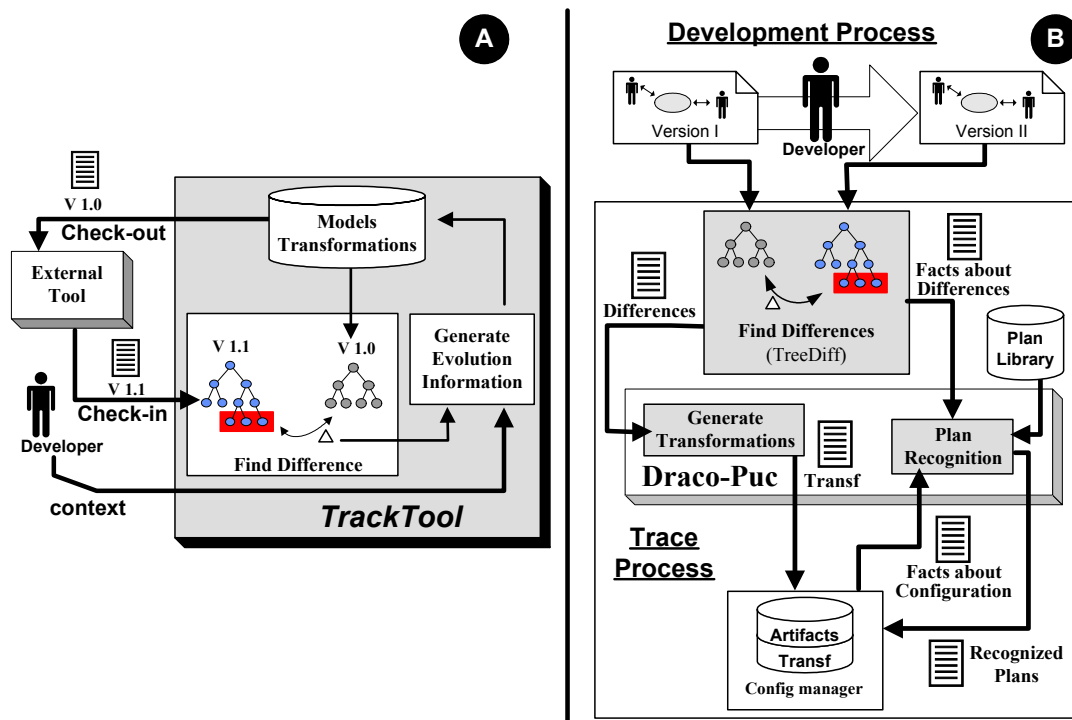 A
V 1.0
Check-out
Models
Transformations
External
Tool
V 1.1
Check-in
Developer
context
V 1.1
V 1.0
Find Difference
Generate
Evolution
Information
TrackTool
Development Process
B
Version I
Developer
Version II
Differences
Find Differences
(TreeDiff)
Facts about
Differences
Plan
Library
Generate
Transformations
Transf
Plan
Recognition
Draco-Puc
Trace
Process
Facts about
Configuration
Artifacts
Transf
Config manager
Recognized
Plans